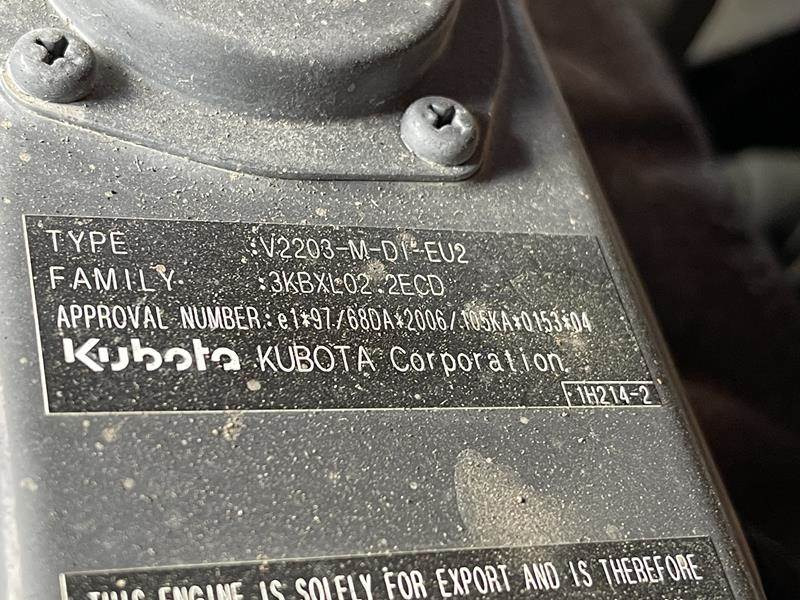 TYPE :V2203-M-DI-EU2
FAMILY :3KBXL02.2ECD
APPROVAL NUMBER:e1*97/68DA*2006/105KA*0153*04
Kubota KUBOTA Corporation
1H214-2
THIS ENGINE IS SOLELY FOR EXPORT AND IS THEREFORE